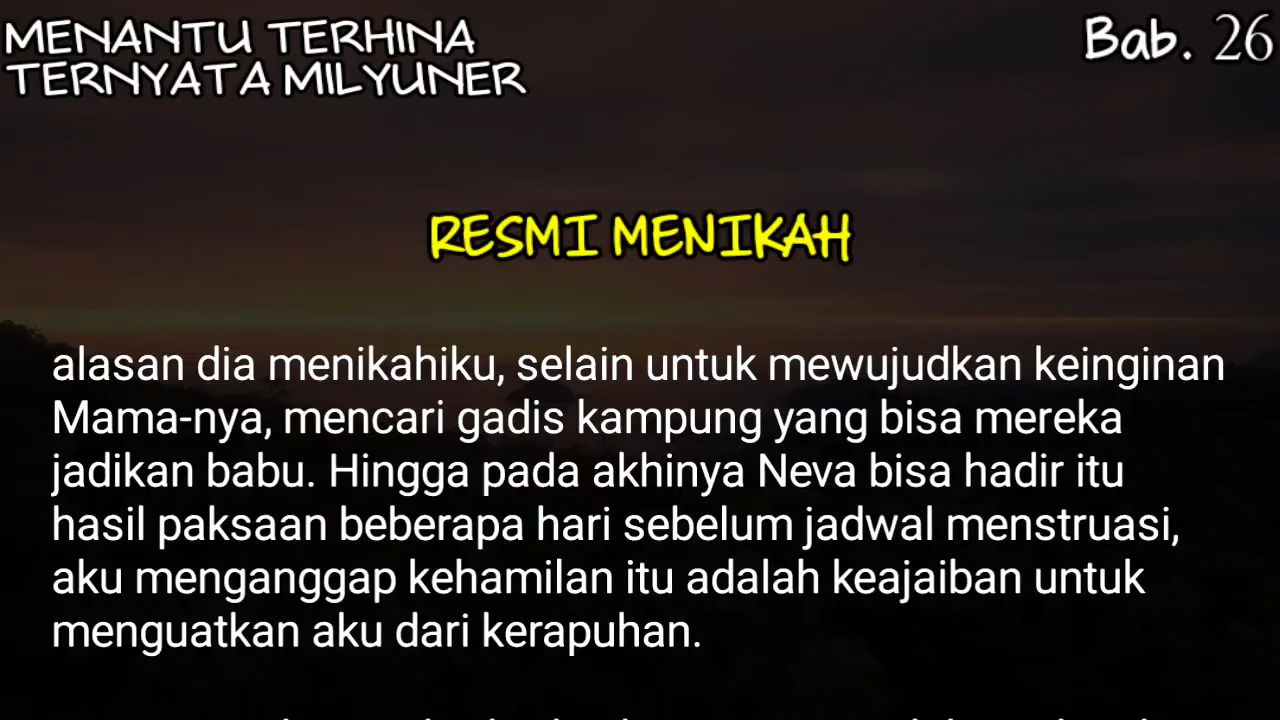 MENANTU TERHINA
TERNYATA MILYUNER
Bab. 26
RESMI MENIKAH
alasan dia menikahiku, selain untuk mewujudkan keinginan
Mama-nya, mencari gadis kampung yang bisa mereka
jadikan babu. Hingga pada akhinya Neva bisa hadir itu
hasil paksaan beberapa hari sebelum jadwal menstruasi,
aku menganggap kehamilan itu adalah keajaiban untuk
menguatkan aku dari kerapuhan.